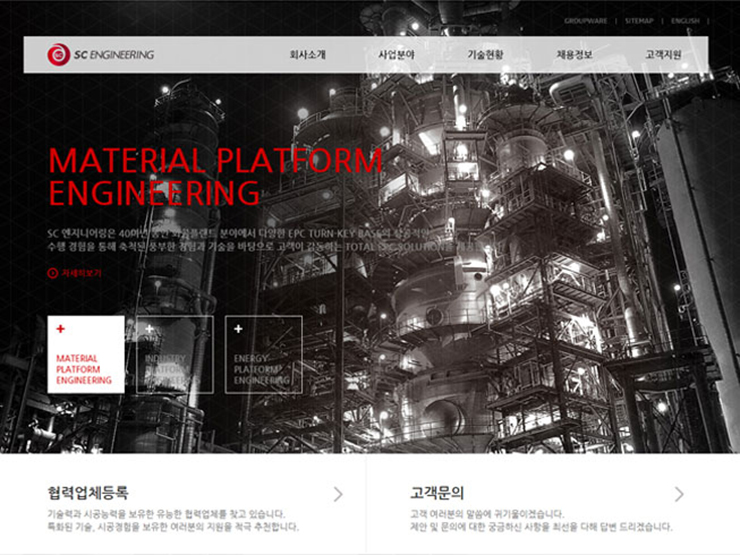 GROUPWARE | SITEMAP | ENGLISH |
SC ENGINEERING 회사소개 사업분야 기술현황 채용정보 고객지원
MATERIAL PLATFORM
ENGINEERING
SC 엔지니어링은 40여년 동안 화공플랜트 분야에서 다양한 EPC TURN-KEY BASE의 성공적인
수행 경험을 통해 축적된 풍부한 경험과 기술을 바탕으로 고객이 감동하는 TOTAL EPC SOLUTION을
자세히보기
+ + +
MATERIAL
PLATFORM
ENGINEERING
INDUSTRY
PLATFORM
ENGINEERING
ENERGY
PLATFORM
ENGINEERING
협력업체등록
기술력과 시공능력을 보유한 유능한 협력업체를 찾고 있습니다.
특화된 기술, 시공경험을 보유한 여러분의 지원을 적극 추천합니다.
고객문의
고객 여러분의 말씀에 귀기울이겠습니다.
제안 및 문의에 대한 궁금하신 사항을 최선을 다해 답변 드리겠습니다.